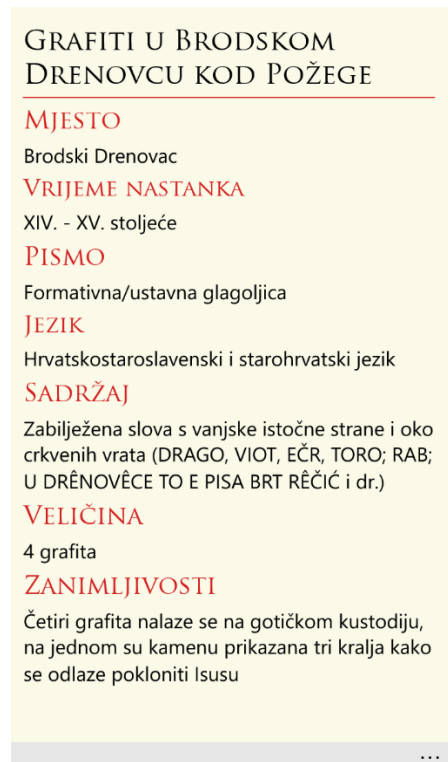 Grafiti u Brodskom
Drenovcu kod Požege
Mjesto
Brodski Drenovac
Vrijeme nastanka
XIV. - XV. stoljeće
Pismo
Formativna/ustavna glagoljica
Jezik
Hrvatskostaroslavenski i starohrvatski jezik
Sadržaj
Zabilježena slova s vanjske istočne strane i oko
crkvenih vrata (DRAGO, VIOT, EČR, TORO; RAB;
U DRÊNOVÊCE TO E PISA BRT RÊČIĆ i dr.)
Veličina
4 grafita
Zanimljivosti
Četiri grafita nalaze se na gotičkom kustodiju,
na jednom su kamenu prikazana tri kralja kako
se odlaze pokloniti Isusu
...